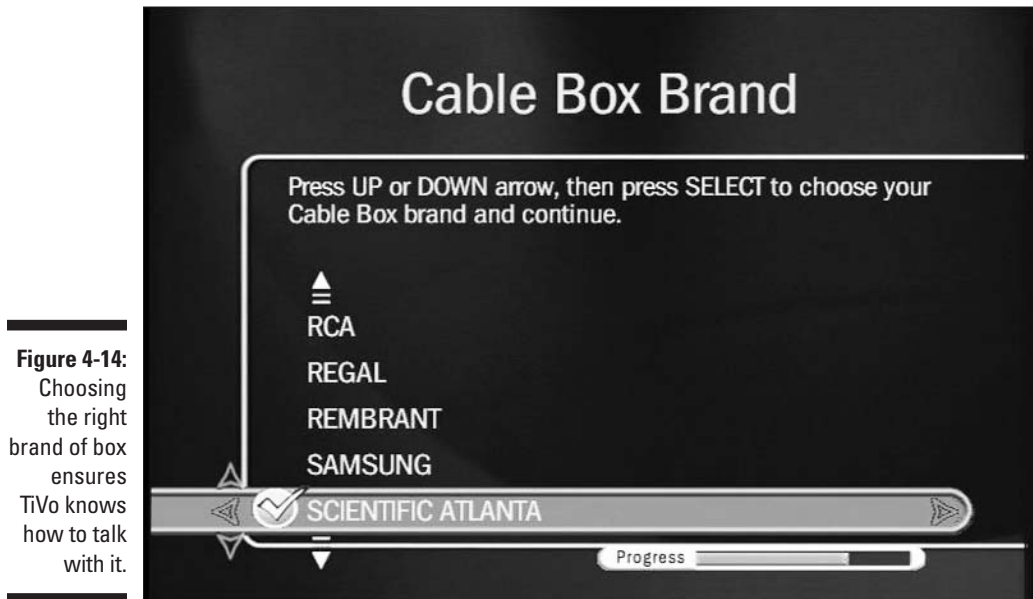 Cable Box Brand
Press UP or DOWN arrow, then press SELECT to choose your
Cable Box brand and continue.
RCA
REGAL
REMBRANT
SAMSUNG
SCIENTIFIC ATLANTA
Progress
Figure 4-14:
Choosing
the right
brand of box
ensures
TiVo knows
how to talk
with it.